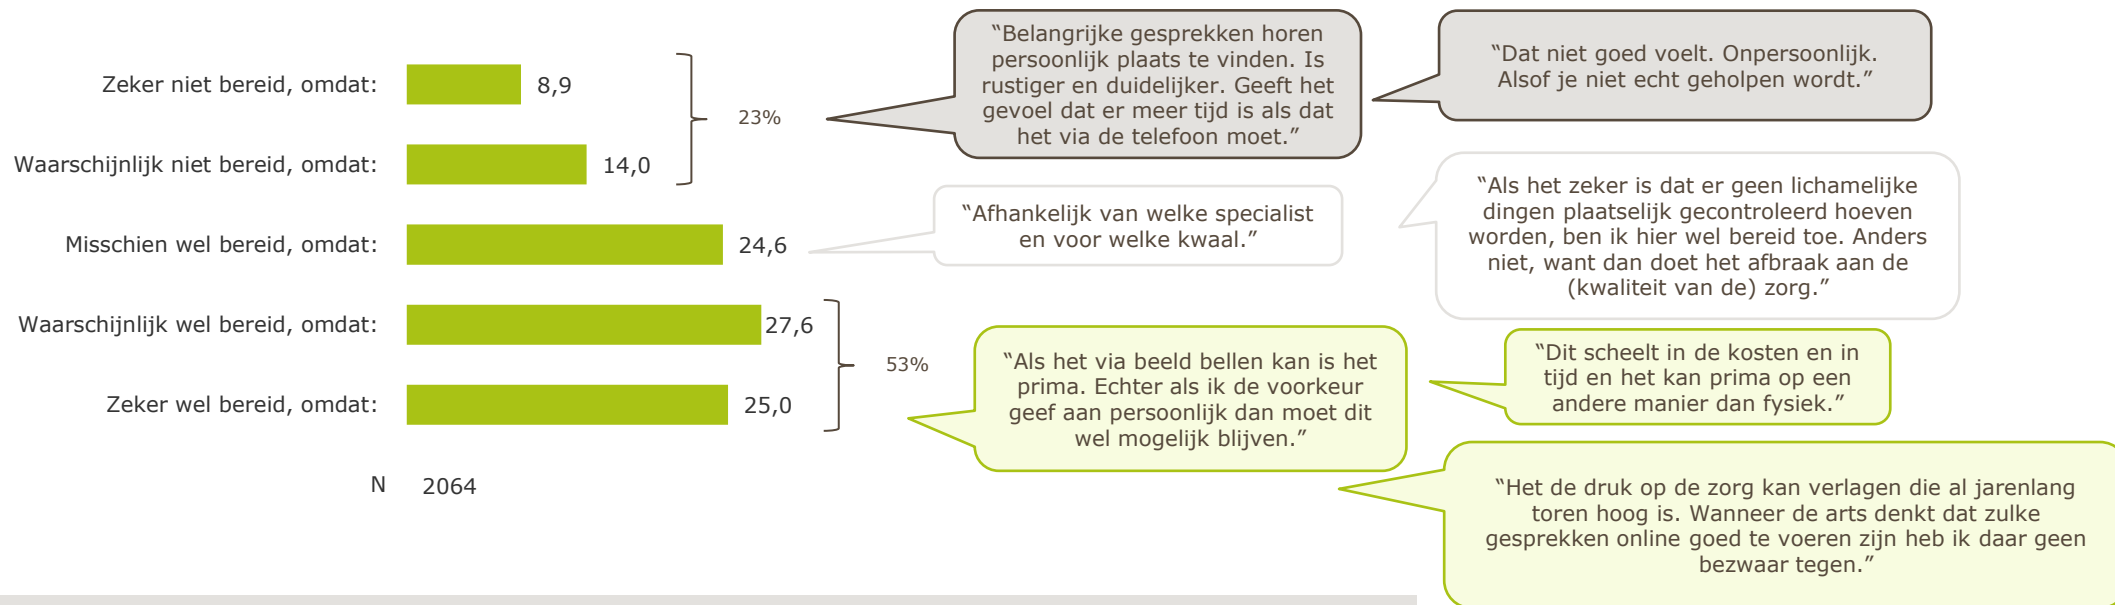 Zeker niet bereid, omdat:
8,9
Waarschijnlijk niet bereid, omdat:
14,0
23%
Misschien wel bereid, omdat:
24,6
Waarschijnlijk wel bereid, omdat:
27,6
Zeker wel bereid, omdat:
25,0
53%
N 2064
“Belangrijke gesprekken horen
persoonlijk plaats te vinden. Is
rustiger en duidelijker. Geeft het
gevoel dat er meer tijd is als dat
het via de telefoon moet.”
“Dat niet goed voelt. Onpersoonlijk.
Alsof je niet echt geholpen wordt.”
“Afhankelijk van welke specialist
en voor welke kwaal.”
“Als het zeker is dat er geen lichamelijke
dingen plaatselijk gecontroleerd hoeven
worden, ben ik hier wel bereid toe. Anders
niet, want dan doet het afbraak aan de
(kwaliteit van de) zorg.”
“Als het via beeld bellen kan is het
prima. Echter als ik de voorkeur
geef aan persoonlijk dan moet dit
wel mogelijk blijven.”
“Dit scheelt in de kosten en in
tijd en het kan prima op een
andere manier dan fysiek.”
“Het de druk op de zorg kan verlagen die al jarenlang
toren hoog is. Wanneer de arts denkt dat zulke
gesprekken online goed te voeren zijn heb ik daar geen
bezwaar tegen.”